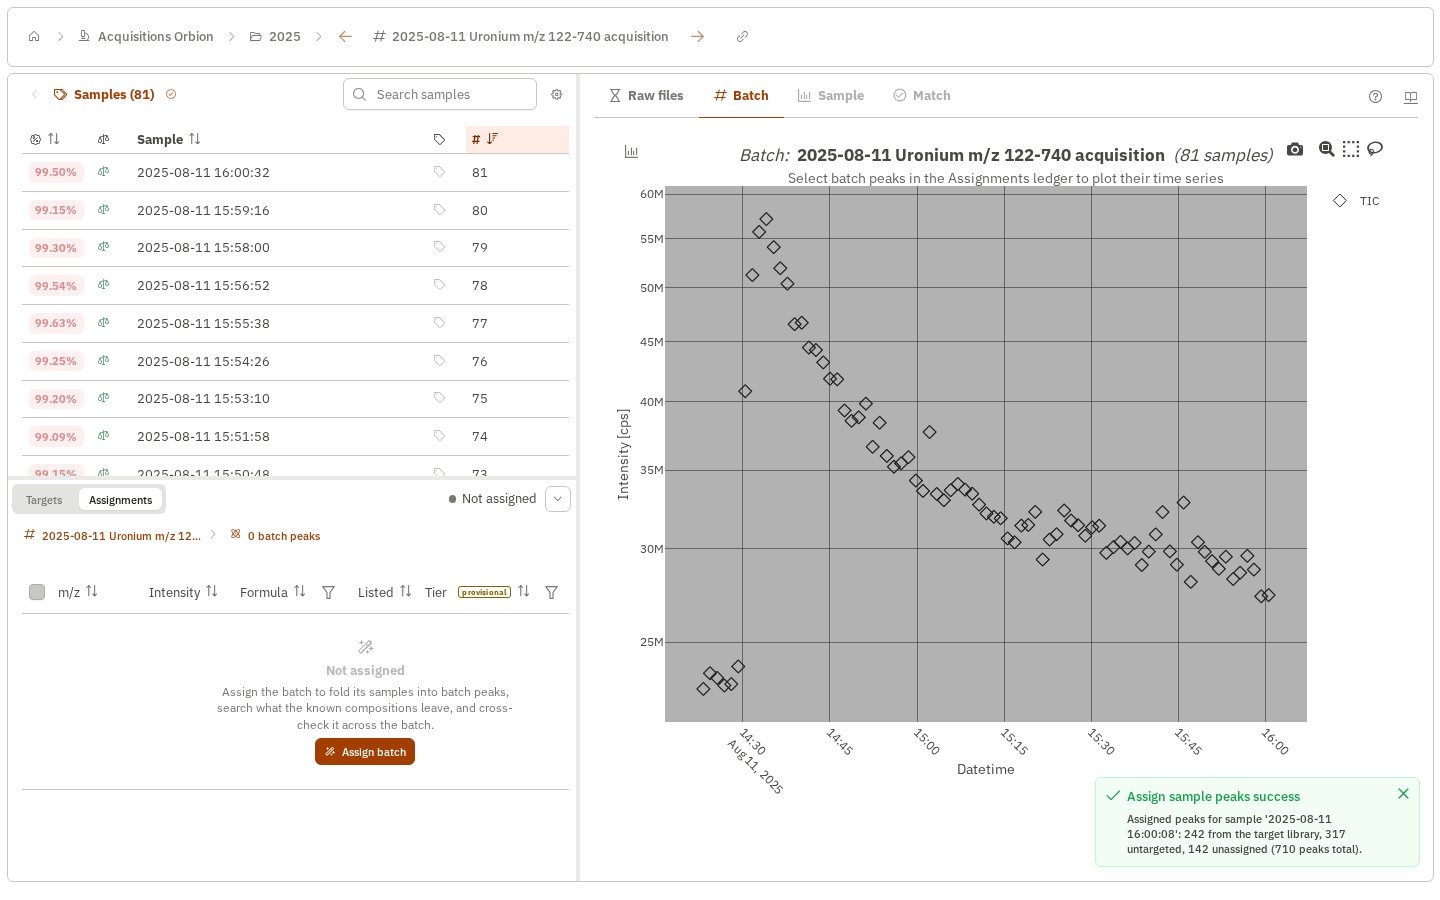 Acquisitions Orbion
2025
2025-08-11 Uronium m/z 122-740 acquisition
Samples (81)
Search samples
Sample
#
99.50% 2025-08-11 16:00:32 81
99.15% 2025-08-11 15:59:16 80
99.30% 2025-08-11 15:58:00 79
99.54% 2025-08-11 15:56:52 78
99.63% 2025-08-11 15:55:38 77
99.25% 2025-08-11 15:54:26 76
99.20% 2025-08-11 15:53:10 75
99.09% 2025-08-11 15:51:58 74
99.15% 2025-08-11 15:50:48 73
Targets
Assignments
Not assigned
2025-08-11 Uronium m/z 12...
0 batch peaks
m/z
Intensity
Formula
Listed
Tier
provisional
Not assigned
Assign the batch to fold its samples into batch peaks,
search what the known compositions leave, and cross-
check it across the batch.
Assign batch
Raw files
Batch
Sample
Match
Batch: 2025-08-11 Uronium m/z 122-740 acquisition (81 samples)
Select batch peaks in the Assignments ledger to plot their time series
TIC
60M
55M
50M
45M
40M
35M
30M
25M
Intensity [cps]
14:30
Aug 11, 2025
14:45
15:00
15:15
15:30
15:45
16:00
Datetime
Assign sample peaks success
Assigned peaks for sample '2025-08-11
16:00:08': 242 from the target library, 317
untargeted, 142 unassigned (710 peaks total).